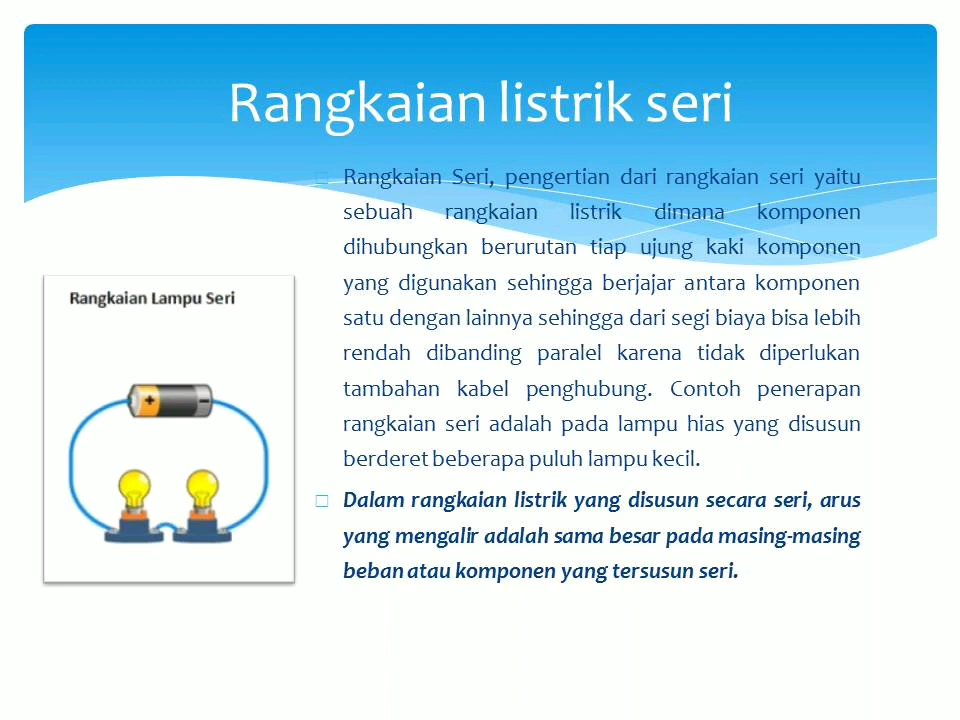 Rangkaian listrik seri
Rangkaian Seri, pengertian dari rangkaian seri yaitu
sebuah rangkaian listrik dimana komponen
dihubungkan berurutan tiap ujung kaki komponen
yang digunakan sehingga berjajar antara komponen
satu dengan lainnya sehingga dari segi biaya bisa lebih
rendah dibanding paralel karena tidak diperlukan
tambahan kabel penghubung. Contoh penerapan
rangkaian seri adalah pada lampu hias yang disusun
berderet beberapa puluh lampu kecil.
Dalam rangkaian listrik yang disusun secara seri, arus
yang mengalir adalah sama besar pada masing-masing
beban atau komponen yang tersusun seri.
Rangkaian Lampu Seri
+ −